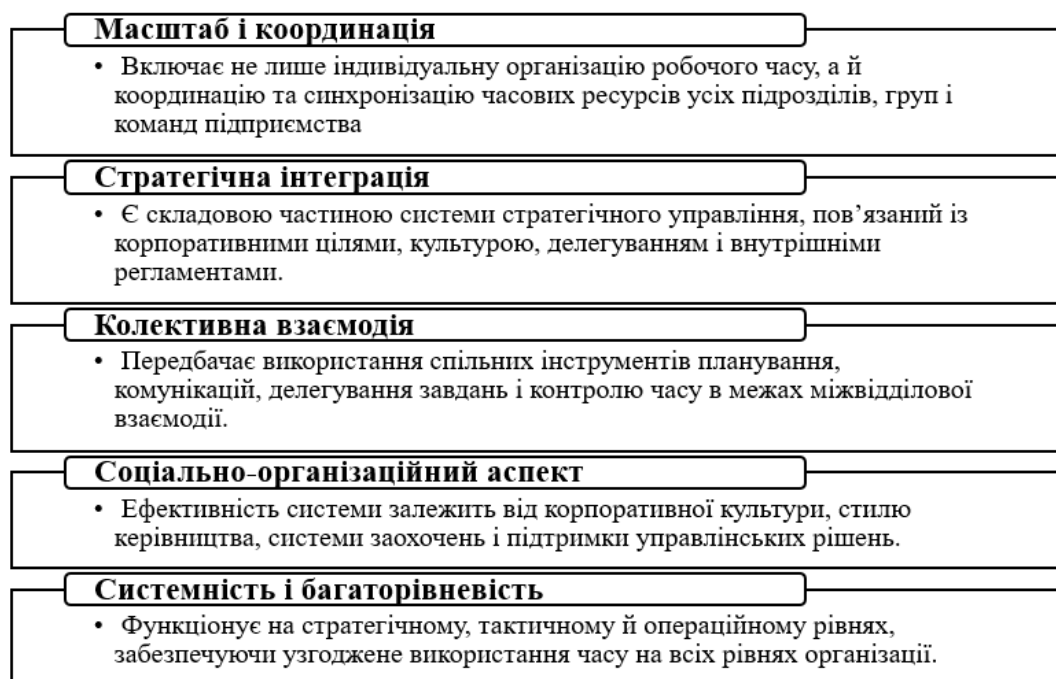 Масштаб і координація
• Включає не лише індивідуальну організацію робочого часу, а й
координацію та синхронізацію часових ресурсів усіх підрозділів, груп і
команд підприємства
Стратегічна інтеграція
• Є складовою частиною системи стратегічного управління, пов’язаний із
корпоративними цілями, культурою, делегуванням і внутрішніми
регламентами.
Колективна взаємодія
• Передбачає використання спільних інструментів планування,
комунікацій, делегування завдань і контролю часу в межах міжвідділової
взаємодії.
Соціально-організаційний аспект
• Ефективність системи залежить від корпоративної культури, стилю
керівництва, системи заохочень і підтримки управлінських рішень.
Системність і багаторівневість
• Функціонує на стратегічному, тактичному й операційному рівнях,
забезпечуючи узгоджене використання часу на всіх рівнях організації.